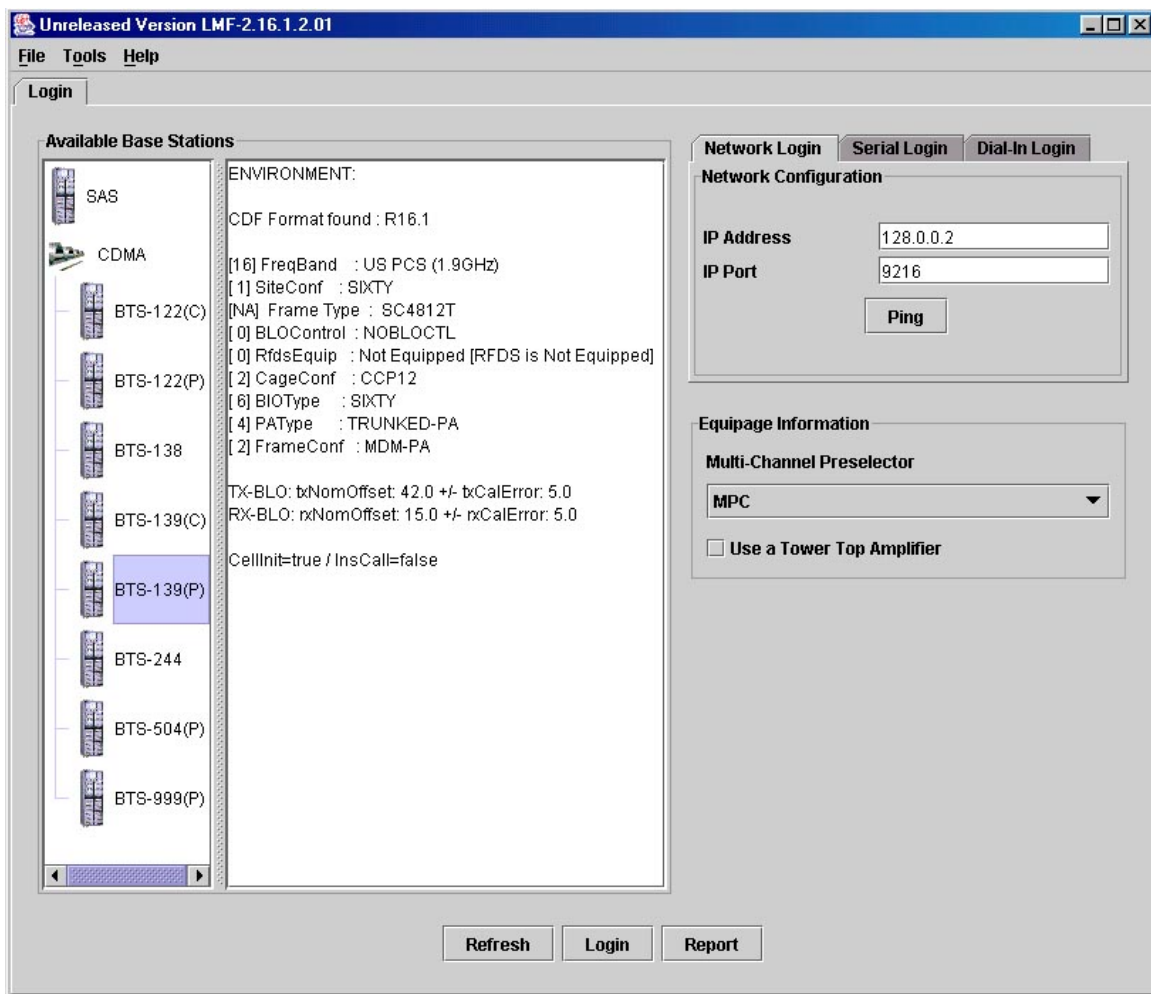 Unreleased Version LMF-2.16.1.2.01
File Tools Help
Login
Available Base Stations
SAS
CDMA
BTS-122(C)
BTS-122(P)
BTS-138
BTS-139(C)
BTS-139(P)
BTS-244
BTS-504(P)
BTS-999(P)
ENVIRONMENT:
CDF Format found : R16.1
[16] FreqBand : US PCS (1.9GHz)
[ 1] SiteConf : SIXTY
[NA] Frame Type : SC4812T
[ 0] BLOControl : NOBLOCTL
[ 0] RfdsEquip : Not Equipped [RFDS is Not Equipped]
[ 2] CageConf : CCP12
[ 6] BIOType : SIXTY
[ 4] PAType : TRUNKED-PA
[ 2] FrameConf : MDM-PA
TX-BLO: txNomOffset: 42.0 +/- txCalError: 5.0
RX-BLO: rxNomOffset: 15.0 +/- rxCalError: 5.0
CellInit=true / InsCall=false
Network Login Serial Login Dial-In Login
Network Configuration
IP Address 128.0.0.2
IP Port 9216
Ping
Equipage Information
Multi-Channel Preselector
MPC
Use a Tower Top Amplifier
Refresh Login Report